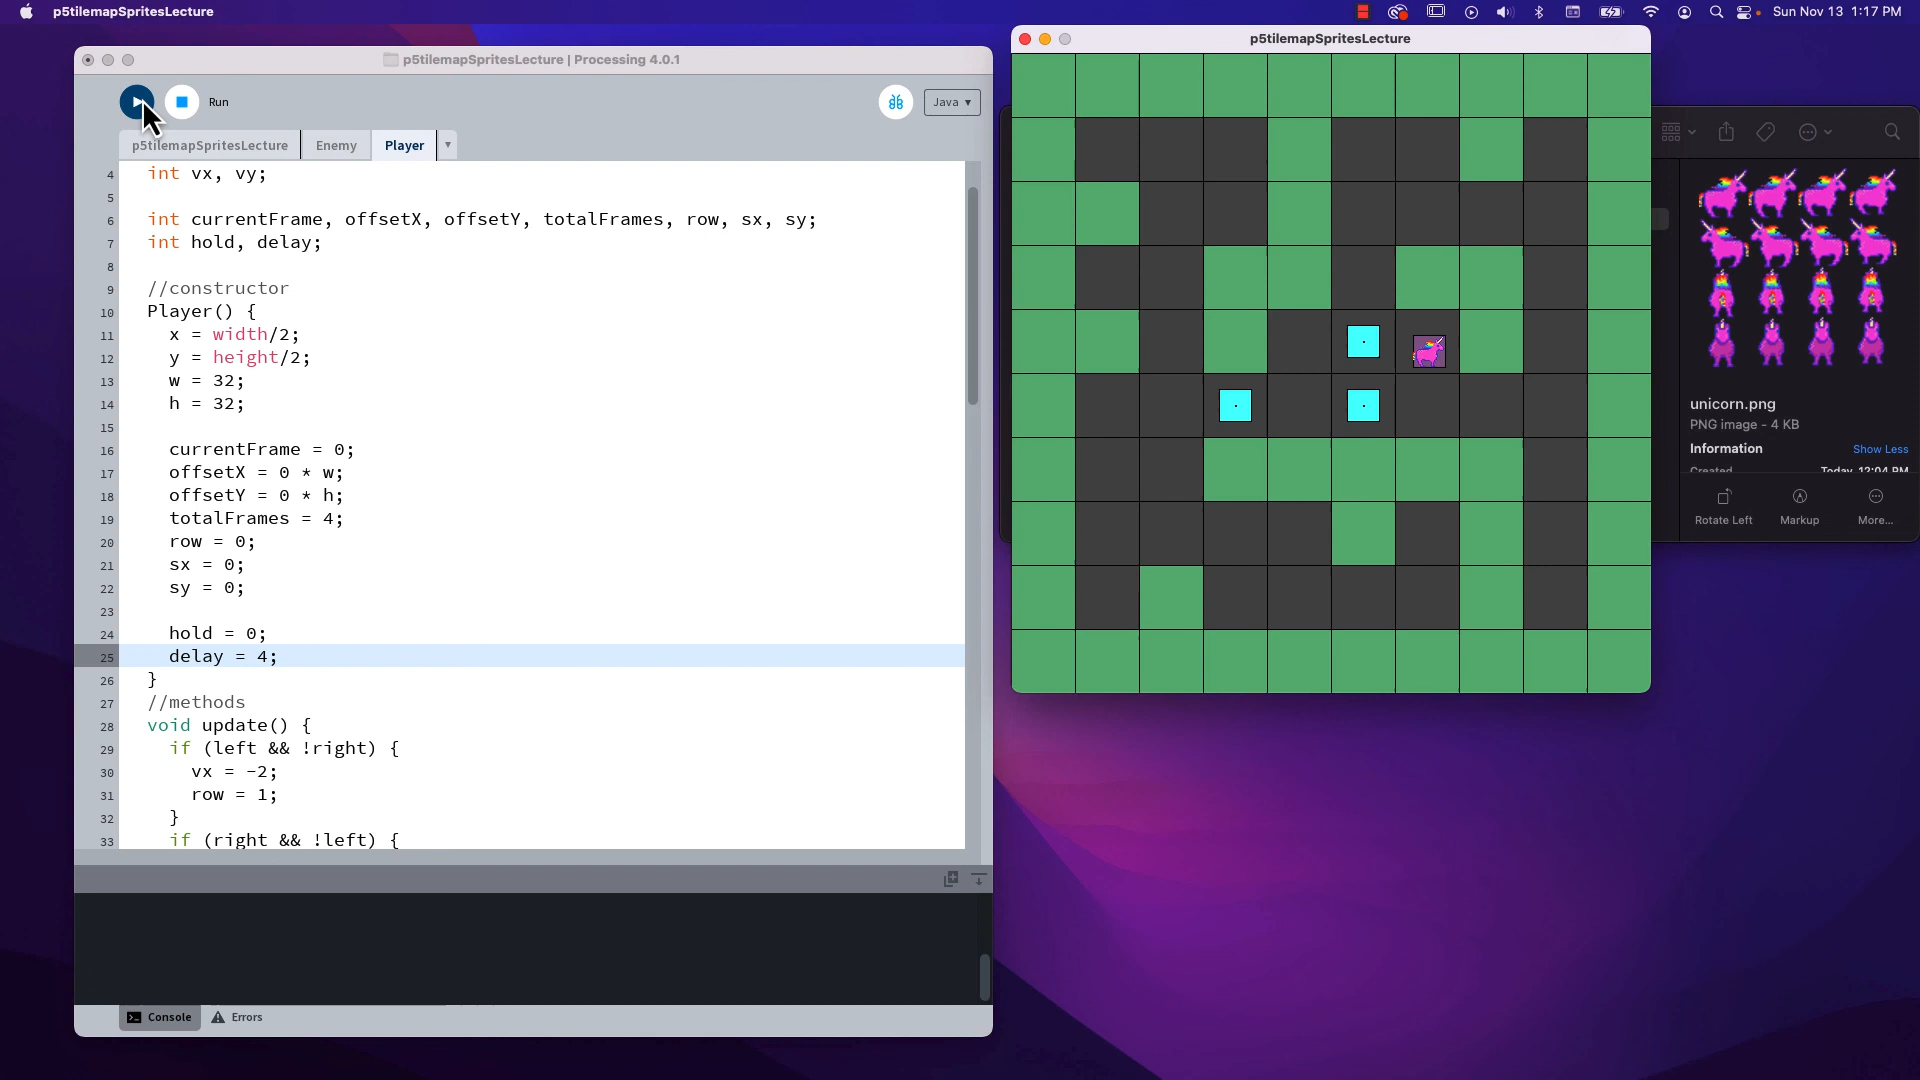 p5tilemapSpritesLecture
Sun Nov 13 1:17 PM
p5tilemapSpritesLecture | Processing 4.0.1
Run
Java ▾
p5tilemapSpritesLecture Enemy Player ▾
4 int vx, vy;
5
6 int currentFrame, offsetX, offsetY, totalFrames, row, sx, sy;
7 int hold, delay;
8
9 //constructor
10 Player() {
11 x = width/2;
12 y = height/2;
13 w = 32;
14 h = 32;
15
16 currentFrame = 0;
17 offsetX = 0 * w;
18 offsetY = 0 * h;
19 totalFrames = 4;
20 row = 0;
21 sx = 0;
22 sy = 0;
23
24 hold = 0;
25 delay = 4;
26 }
27 //methods
28 void update() {
29 if (left && !right) {
30 vx = -2;
31 row = 1;
32 }
33 if (right && !left) {
Console Errors
p5tilemapSpritesLecture
unicorn.png
PNG image - 4 KB
Information Show Less
Created Today, 12:04 PM
Rotate Left Markup More...